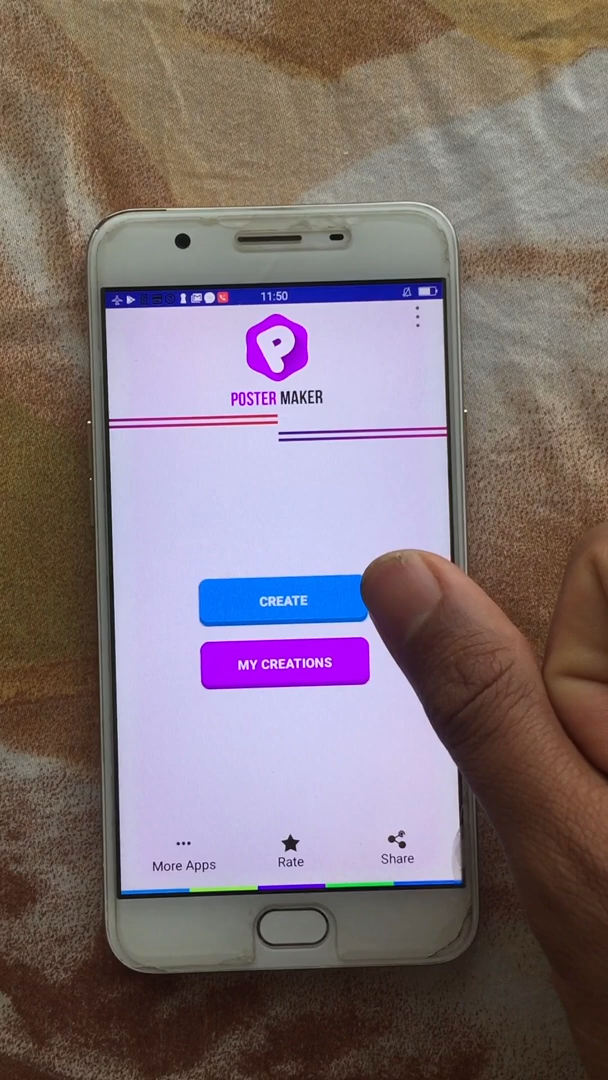 11:50
P
POSTER MAKER
CREATE
MY CREATIONS
More Apps
Rate
Share